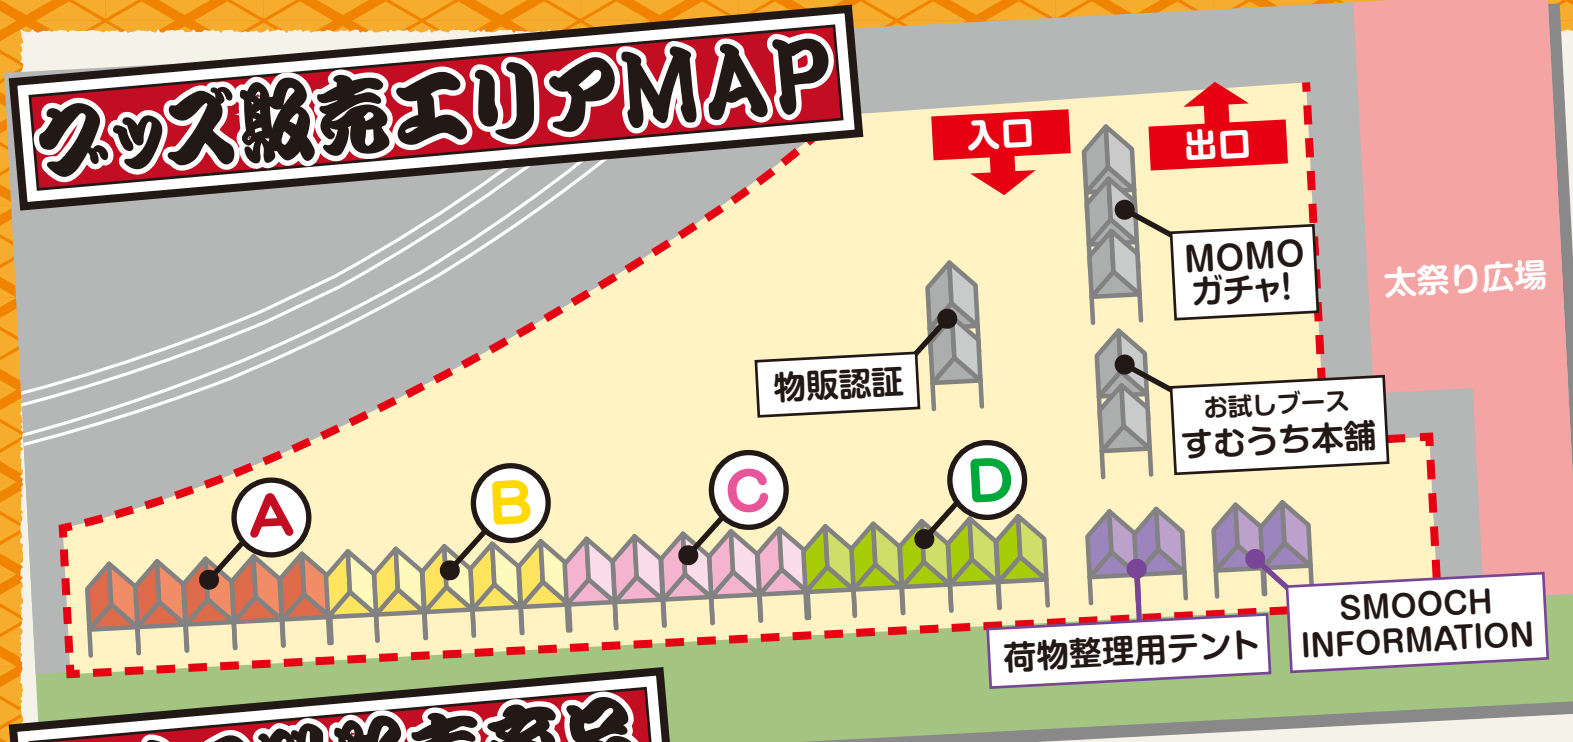 グッズ販売エリアMAP
入口
出口
MOMO
ガチャ!
太祭り広場
物販認証
お試しブース
すむうち本舗
A
B
C
D
荷物整理用テント
SMOOCH
INFORMATION